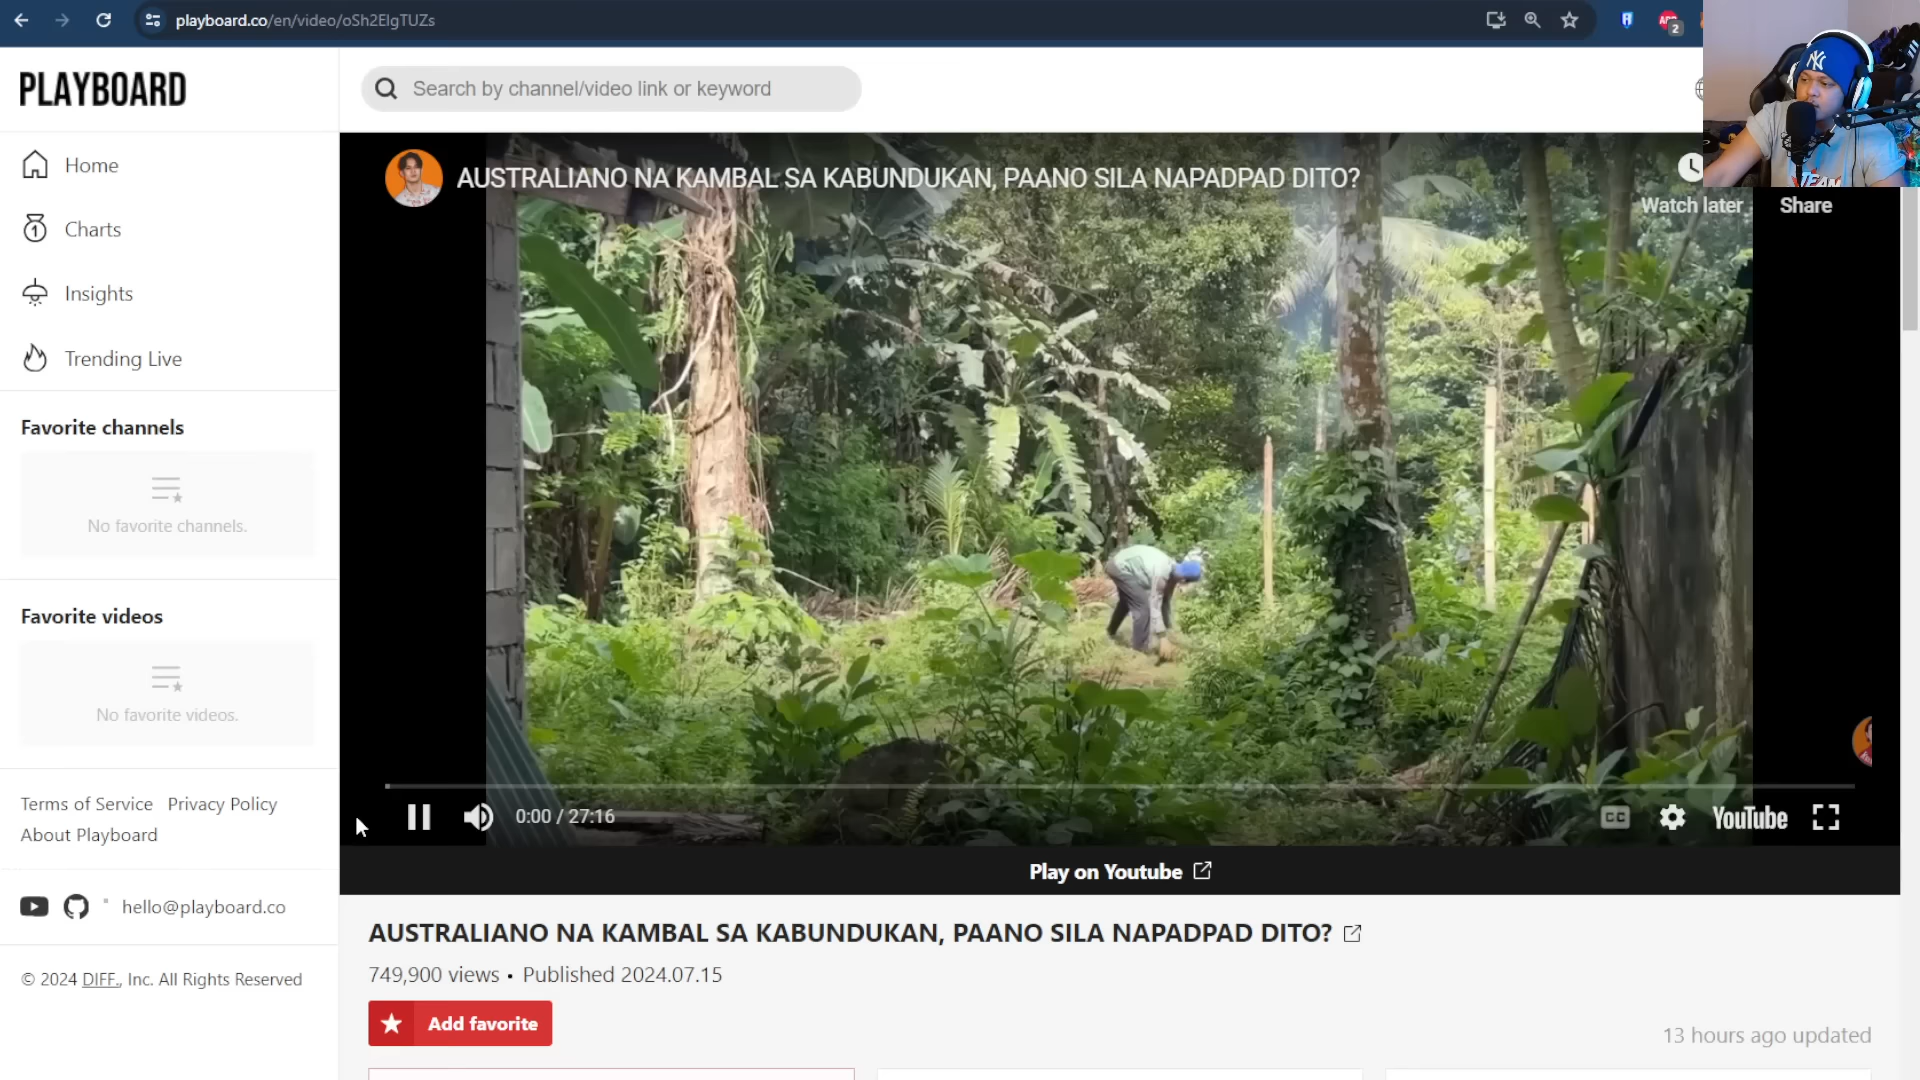 playboard.co/en/video/oSh2ElgTUZs
2
PLAYBOARD
Search by channel/video link or keyword
Home
Charts
Insights
Trending Live
Favorite channels
No favorite channels.
Favorite videos
No favorite videos.
Terms of Service Privacy Policy
About Playboard
hello@playboard.co
© 2024 DIFF., Inc. All Rights Reserved
AUSTRALIANO NA KAMBAL SA KABUNDUKAN, PAANO SILA NAPADPAD DITO?
Watch later
Share
0:00 / 27:16
CC
YouTube
Play on Youtube
AUSTRALIANO NA KAMBAL SA KABUNDUKAN, PAANO SILA NAPADPAD DITO?
749,900 views • Published 2024.07.15
Add favorite
13 hours ago updated